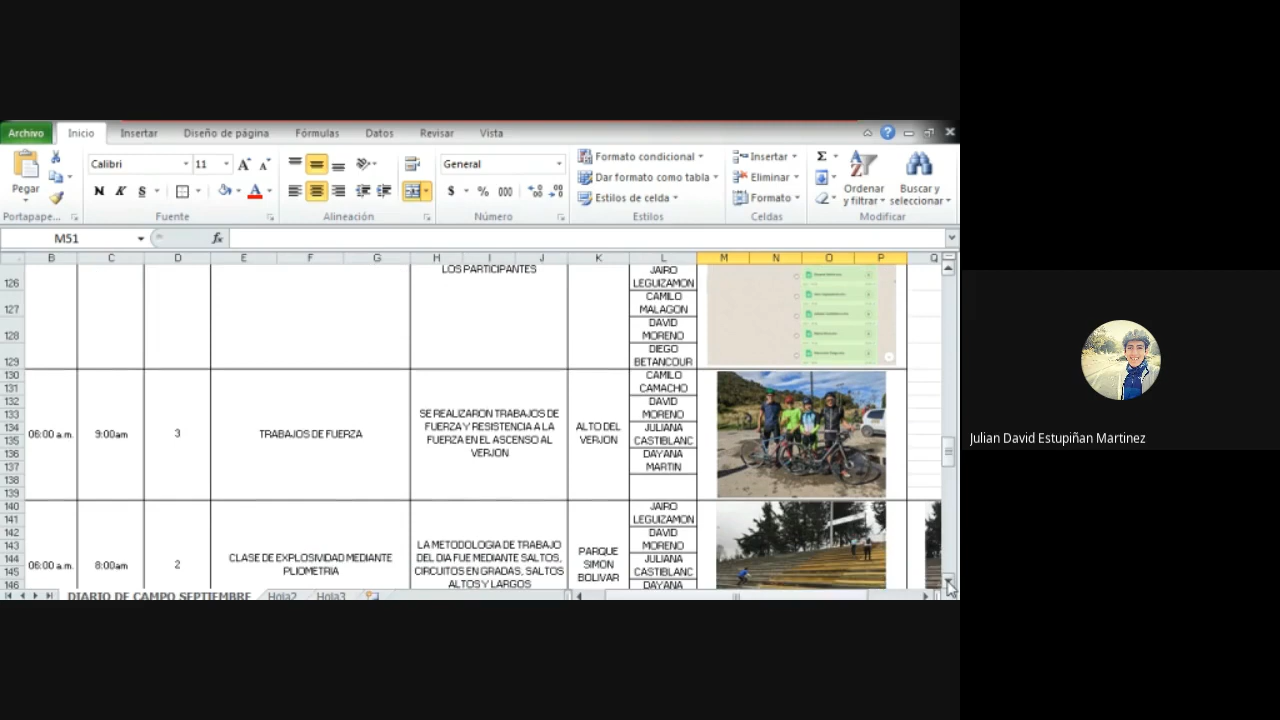 Archivo Inicio Insertar Diseño de página Fórmulas Datos Revisar Vista
Calibri 11 General Formato condicional Insertar Σ
Pegar Dar formato como tabla Eliminar Ordenar y filtrar Buscar y seleccionar
N K S $ % 000 Estilos de celda Formato
Portapape... Fuente Alineación Número Estilos Celdas Modificar
M51 fx
B C D E F G H I J K L M N O P Q
126 LOS PARTICIPANTES JAIRO LEGUIZAMON
127 CAMILO MALAGON
128 DAVID MORENO
129 DIEGO BETANCOUR
130
131 CAMILO CAMACHO
132
133 DAVID MORENO
134
135 06:00 a.m. 9:00am 3 TRABAJOS DE FUERZA SE REALIZARON TRABAJOS DE FUERZA Y RESISTENCIA A LA FUERZA EN EL ASCENSO AL VERJON ALTO DEL VERJON JULIANA CASTIBLANC
136
137 DAYANA MARTIN
138
139
140
141 JAIRO LEGUIZAMON
142
143 DAVID MORENO
144
145 06:00 a.m. 8:00am 2 CLASE DE EXPLOSIVIDAD MEDIANTE PLIOMETRIA LA METODOLOGIA DE TRABAJO DEL DIA FUE MEDIANTE SALTOS, CIRCUITOS EN GRADAS, SALTOS ALTOS Y LARGOS PARQUE SIMON BOLIVAR JULIANA CASTIBLANC
146 DAYANA
DIARIO DE CAMPO SEPTIEMBRE Hoja2 Hoja3
Julian David Estupiñan Martinez